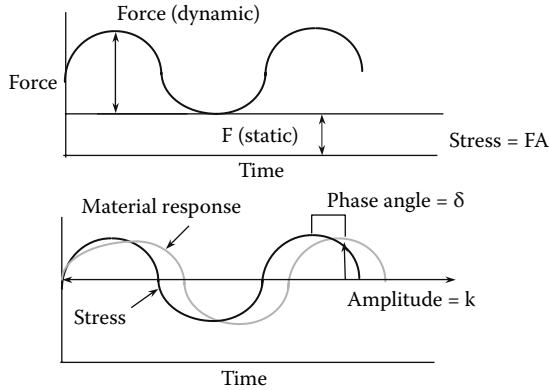 Force (dynamic)
Force
F (static)
Stress = FA
Time
Material response
Phase angle = δ
Amplitude = k
Stress
Time